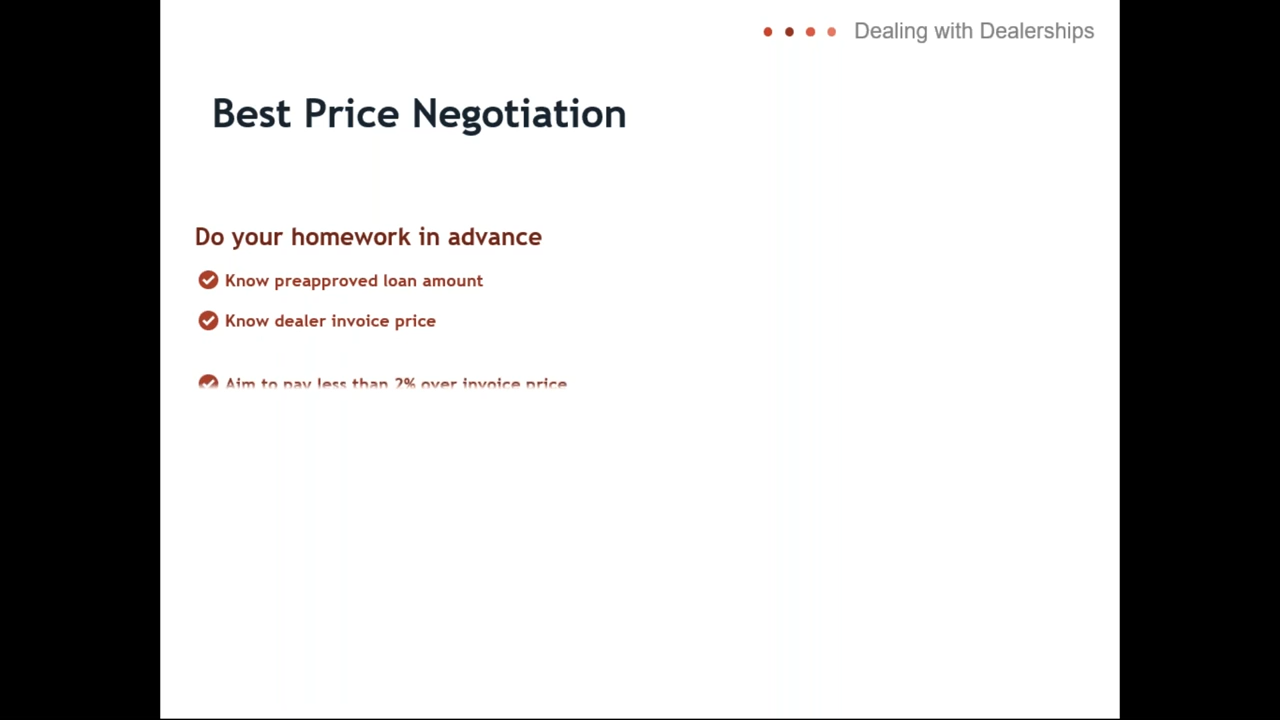 Dealing with Dealerships
Best Price Negotiation
Do your homework in advance
Know preapproved loan amount
Know dealer invoice price
Aim to pay less than 2% over invoice price